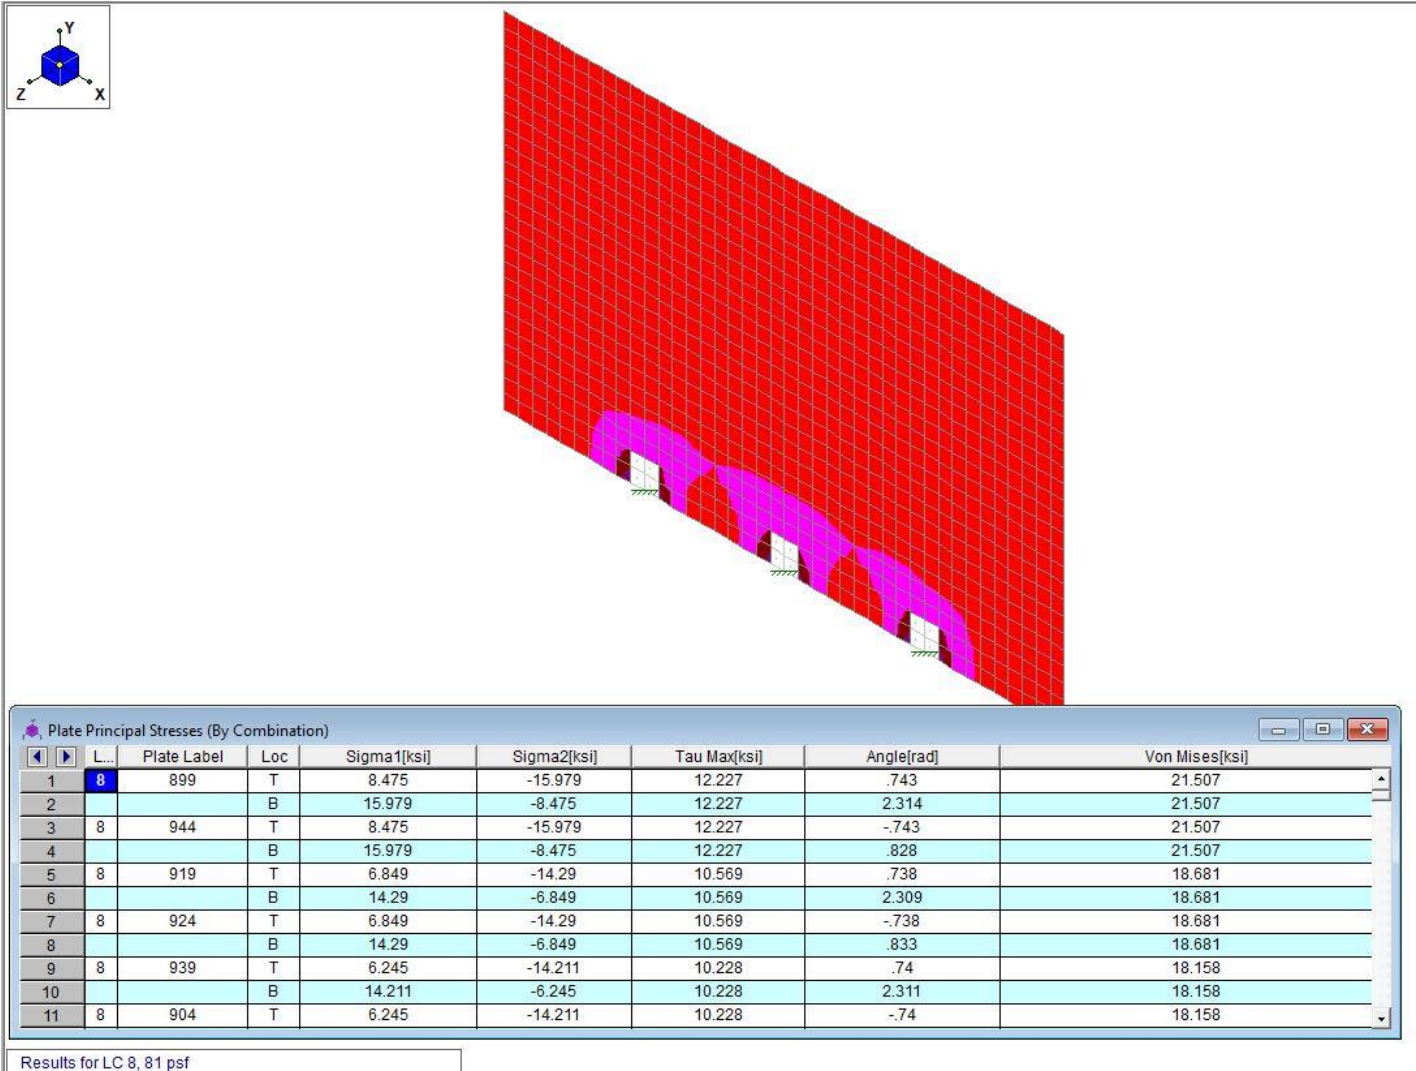 Y
Z X
Plate Principal Stresses (By Combination)
L... Plate Label Loc Sigma1[ksi] Sigma2[ksi] Tau Max[ksi] Angle[rad] Von Mises[ksi]
1 8 899 T 8.475 -15.979 12.227 .743 21.507
2 B 15.979 -8.475 12.227 2.314 21.507
3 8 944 T 8.475 -15.979 12.227 -.743 21.507
4 B 15.979 -8.475 12.227 .828 21.507
5 8 919 T 6.849 -14.29 10.569 .738 18.681
6 B 14.29 -6.849 10.569 2.309 18.681
7 8 924 T 6.849 -14.29 10.569 -.738 18.681
8 B 14.29 -6.849 10.569 .833 18.681
9 8 939 T 6.245 -14.211 10.228 .74 18.158
10 B 14.211 -6.245 10.228 2.311 18.158
11 8 904 T 6.245 -14.211 10.228 -.74 18.158
Results for LC 8, 81 psf